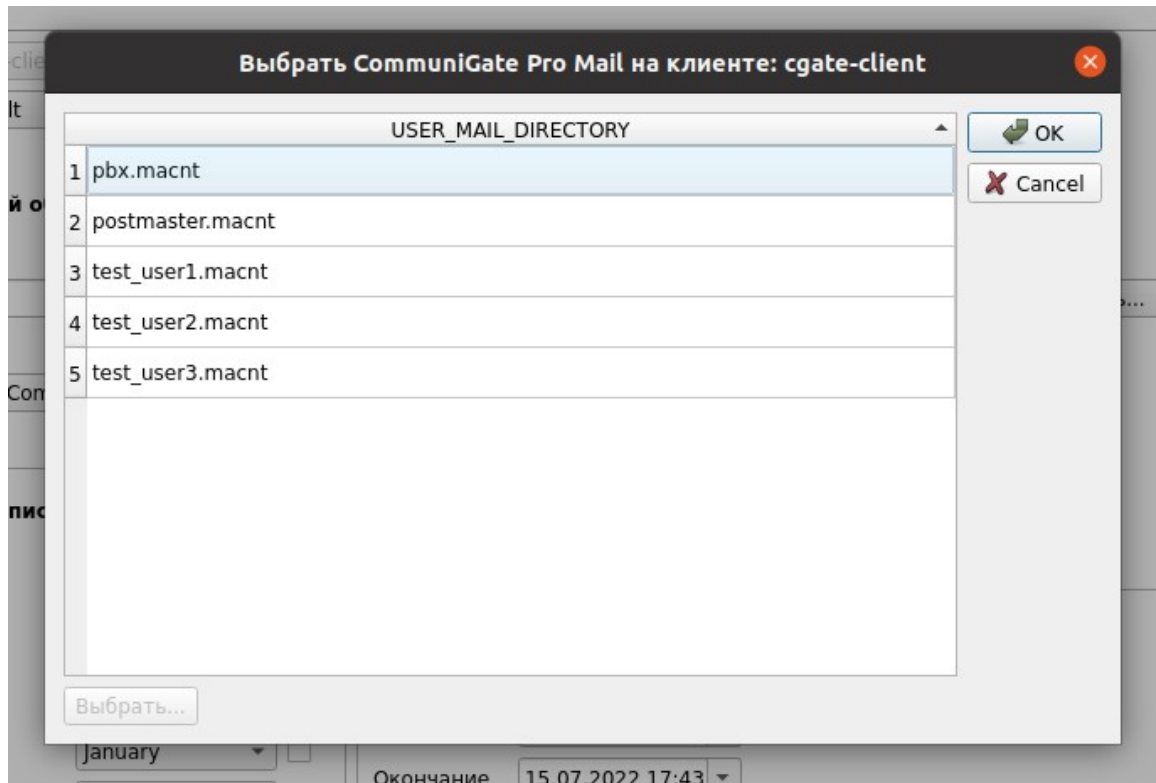 Выбрать CommuniGate Pro Mail на клиенте: cgate-client
USER_MAIL_DIRECTORY
OK
Cancel
1 pbx.macnt
2 postmaster.macnt
3 test_user1.macnt
4 test_user2.macnt
5 test_user3.macnt
Выбрать...
January
Окончание 15.07.2022 17:43